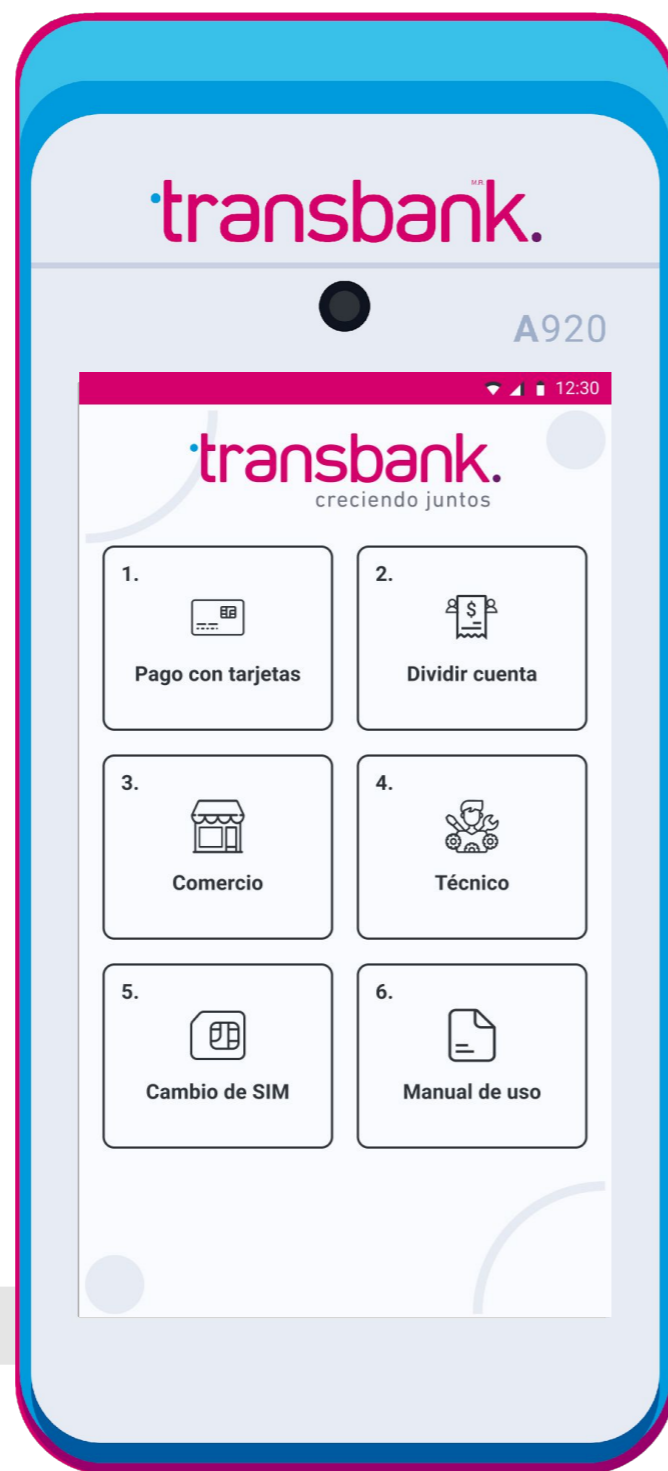 transbank.
M.R.
A920
12:30
transbank.
creciendo juntos
1.
Pago con tarjetas
2.
Dividir cuenta
3.
Comercio
4.
Técnico
5.
Cambio de SIM
6.
Manual de uso